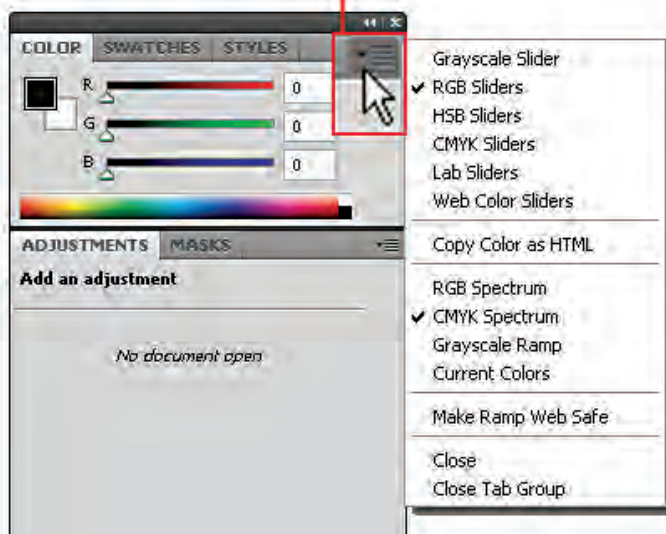 COLOR SWATCHES STYLES
R 0
G 0
B 0
ADJUSTMENTS MASKS
Add an adjustment
No document open
Grayscale Slider
RGB Sliders
HSB Sliders
CMYK Sliders
Lab Sliders
Web Color Sliders
Copy Color as HTML
RGB Spectrum
CMYK Spectrum
Grayscale Ramp
Current Colors
Make Ramp Web Safe
Close
Close Tab Group